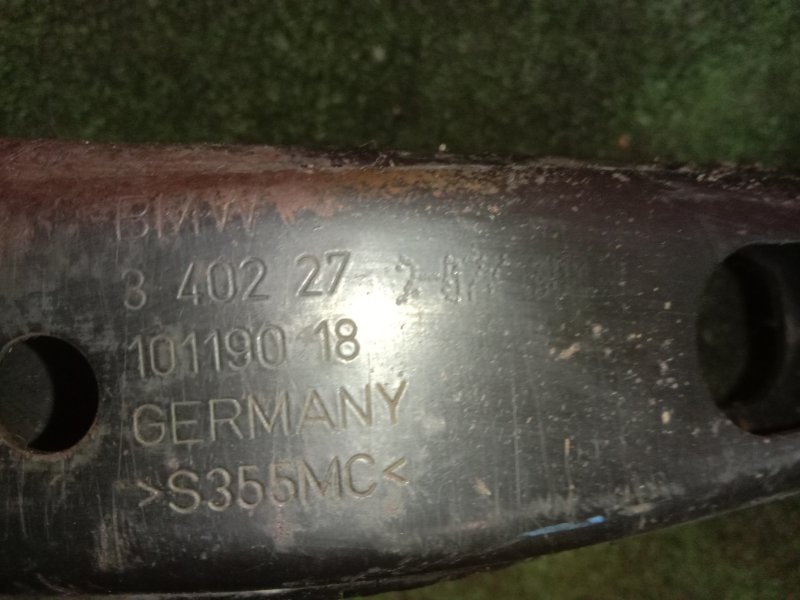 BMW
3 402 27
101190 18
GERMANY
>S355MC<